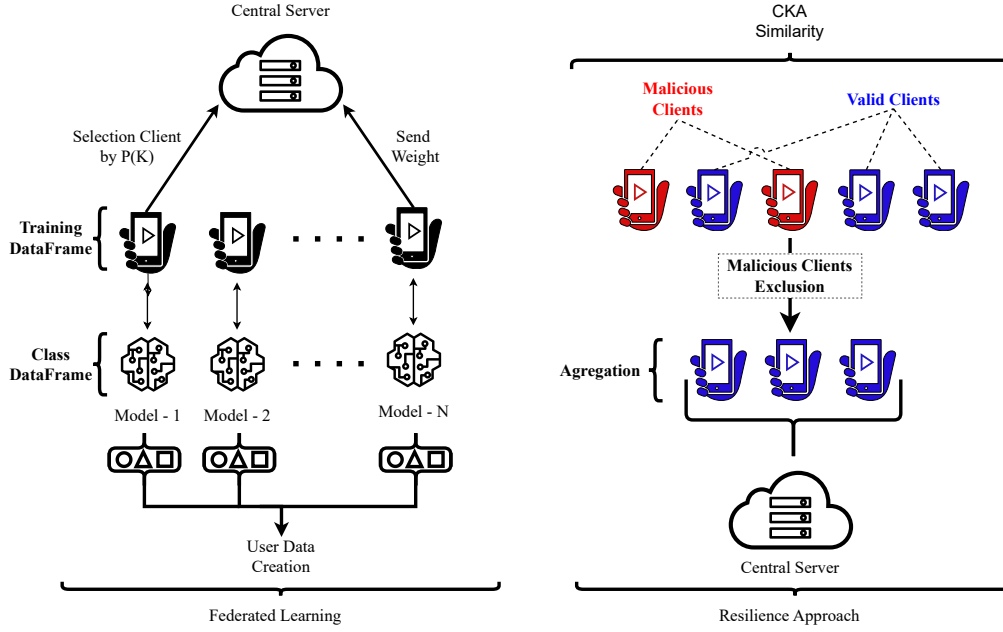 Central Server
Selection Client
by P(K)
Send
Weight
Training
DataFrame
Class
DataFrame
Model - 1
Model - 2
Model - N
User Data
Creation
Federated Learning
CKA
Similarity
Malicious
Clients
Valid Clients
Malicious Clients
Exclusion
Agregation
Central Server
Resilience Approach